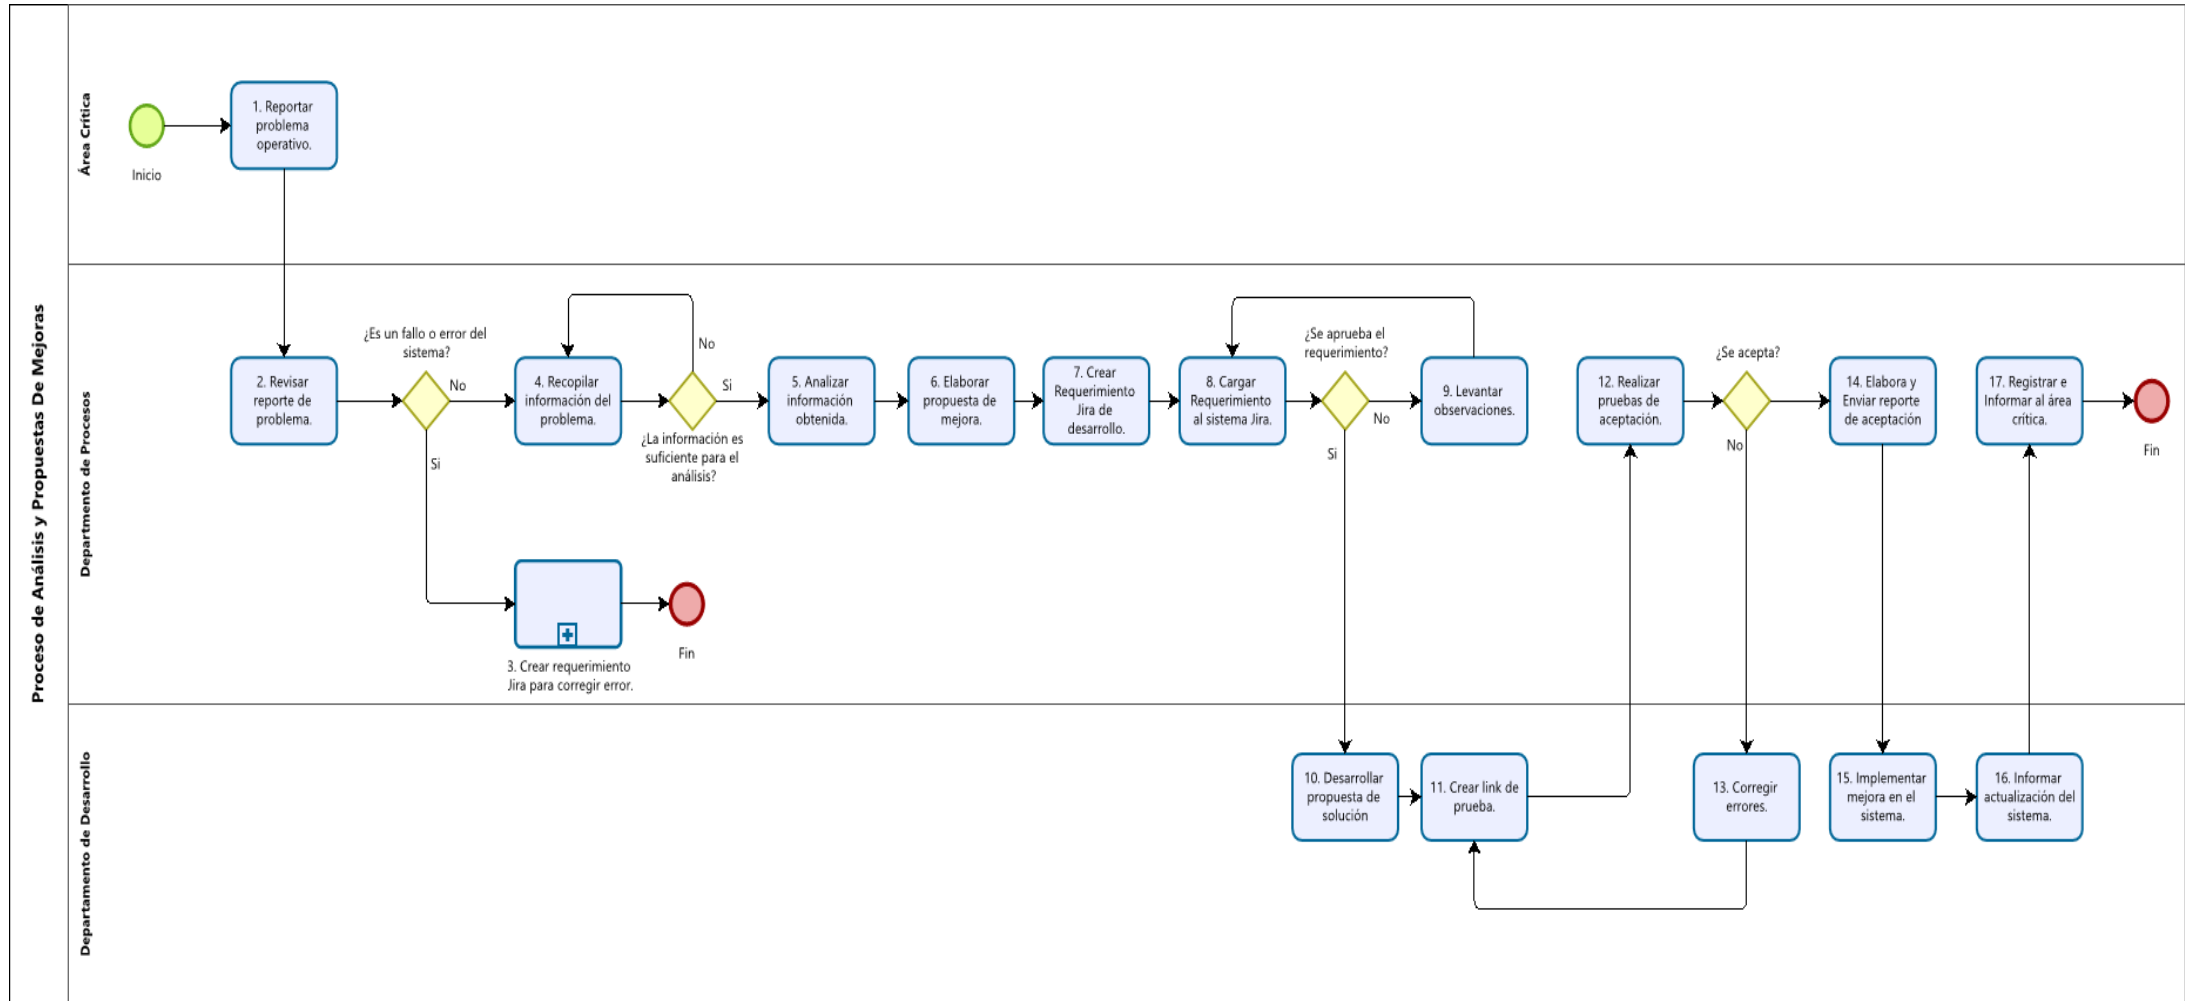 Proceso de Análisis y Propuestas De Mejoras
Área Crítica
Inicio
1. Reportar
problema
operativo.
Departmento de Procesos
2. Revisar
reporte de
problema.
¿Es un fallo o error del
sistema?
No
Si
3. Crear requerimiento
Jira para corregir error.
Fin
4. Recopilar
información del
problema.
No
Si
¿La información es
suficiente para el
análisis?
5. Analizar
información
obtenida.
6. Elaborar
propuesta de
mejora.
7. Crear
Requerimiento
Jira de
desarrollo.
8. Cargar
Requerimiento
al sistema Jira.
¿Se aprueba el
requerimiento?
No
Si
9. Levantar
observaciones.
12. Realizar
pruebas de
aceptación.
¿Se acepta?
No
14. Elabora y
Enviar reporte
de aceptación
17. Registrar e
Informar al área
crítica.
Fin
Departamento de Desarrollo
10. Desarrollar
propuesta de
solución
11. Crear link de
prueba.
13. Corregir
errores.
15. Implementar
mejora en el
sistema.
16. Informar
actualización del
sistema.